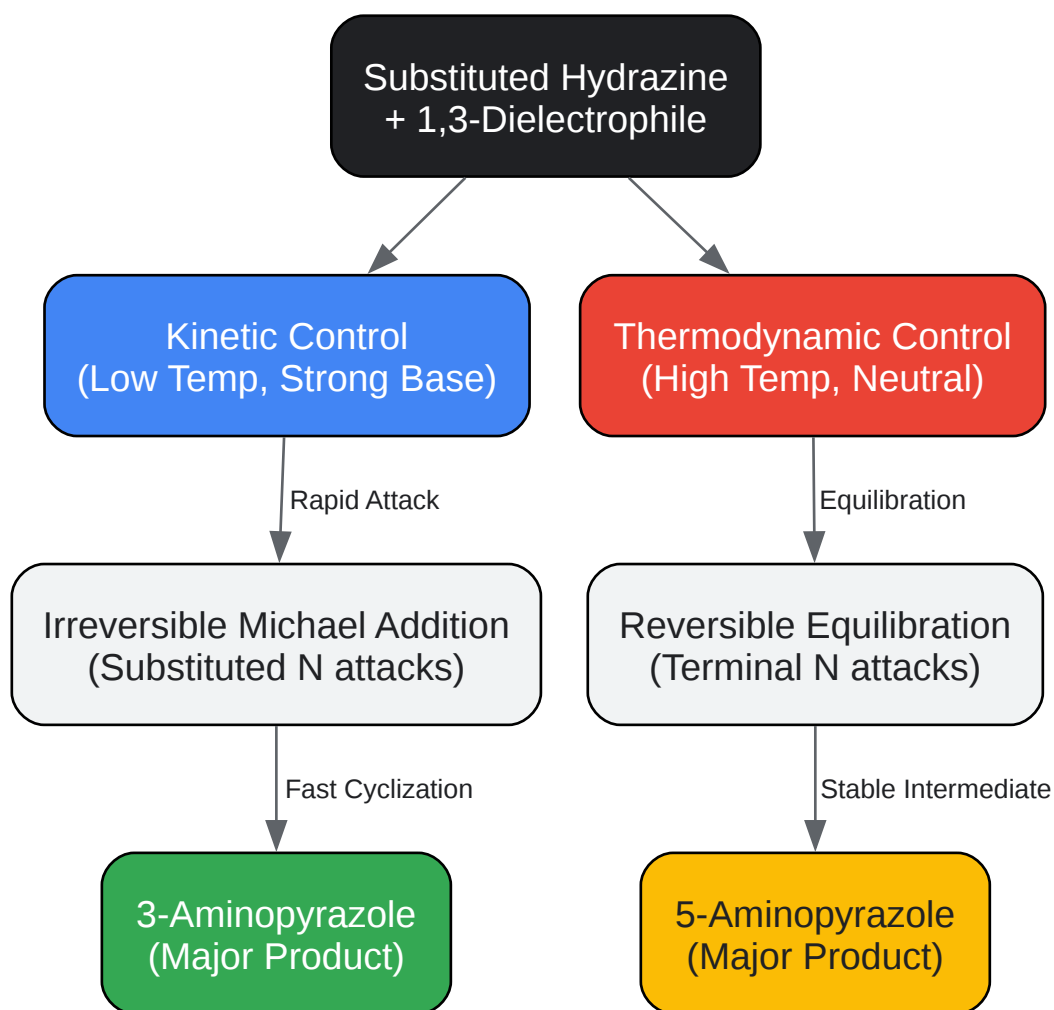 Substituted Hydrazine
+ 1,3-Dielectrophile
Kinetic Control
(Low Temp, Strong Base)
Thermodynamic Control
(High Temp, Neutral)
Rapid Attack
Equilibration
Irreversible Michael Addition
(Substituted N attacks)
Reversible Equilibration
(Terminal N attacks)
Fast Cyclization
Stable Intermediate
3-Aminopyrazole
(Major Product)
5-Aminopyrazole
(Major Product)